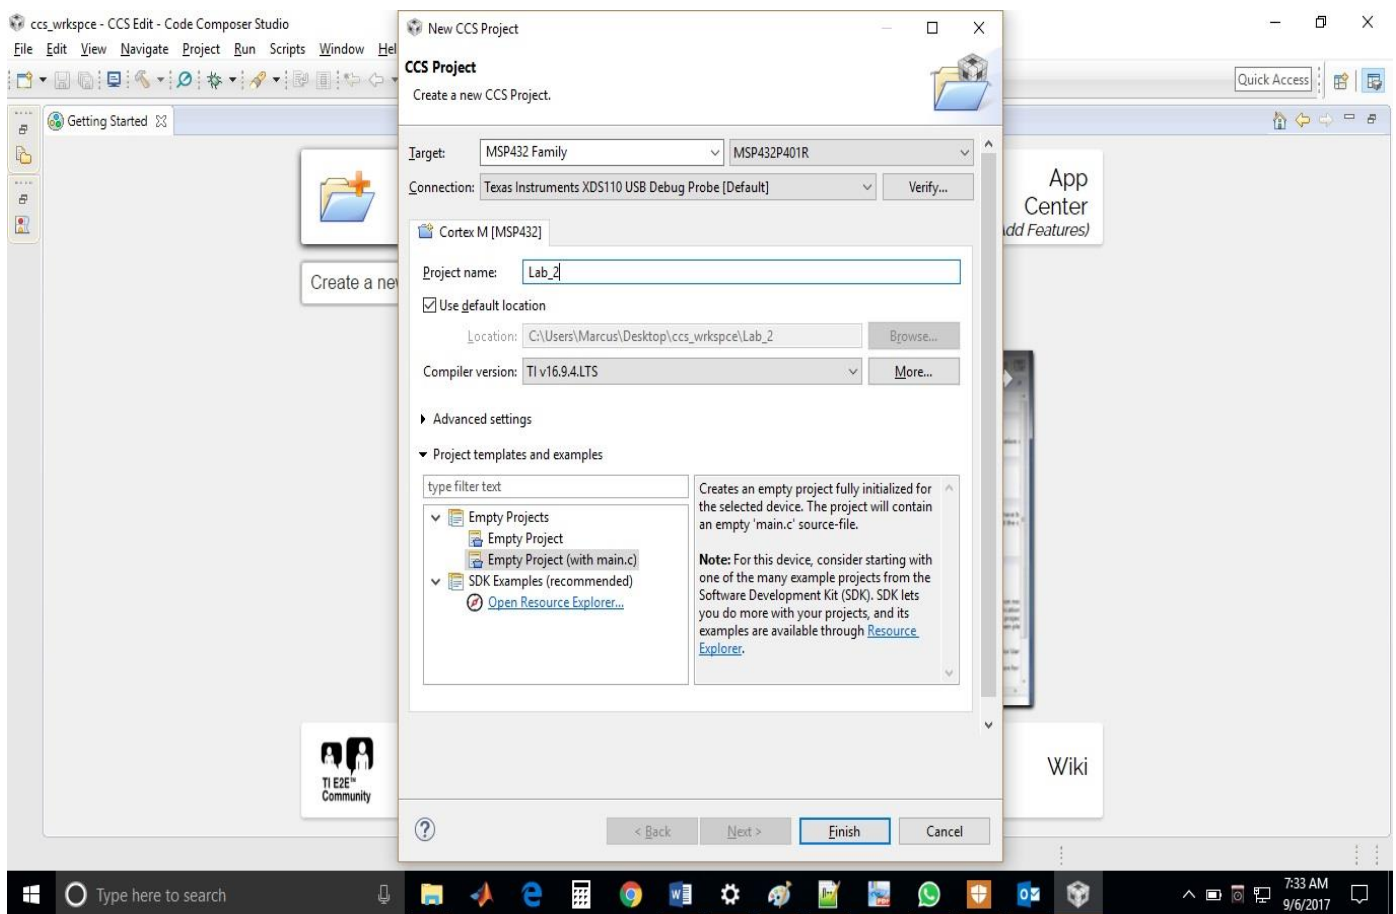 ccs_wrkspce - CCS Edit - Code Composer Studio
File Edit View Navigate Project Run Scripts Window Hel
Quick Access
Getting Started
Create a ne
TI E2E™
Community
App
Center
dd Features)
Wiki
New CCS Project
CCS Project
Create a new CCS Project.
Target: MSP432 Family MSP432P401R
Connection: Texas Instruments XDS110 USB Debug Probe [Default] Verify...
Cortex M [MSP432]
Project name: Lab_2
Use default location
Location: C:\Users\Marcus\Desktop\ccs_wrkspce\Lab_2 Browse...
Compiler version: TI v16.9.4.LTS More...
Advanced settings
Project templates and examples
type filter text
Empty Projects
Empty Project
Empty Project (with main.c)
SDK Examples (recommended)
Open Resource Explorer...
Creates an empty project fully initialized for
the selected device. The project will contain
an empty 'main.c' source-file.
Note: For this device, consider starting with
one of the many example projects from the
Software Development Kit (SDK). SDK lets
you do more with your projects, and its
examples are available through Resource
Explorer.
< Back Next > Finish Cancel
Type here to search
7:33 AM
9/6/2017